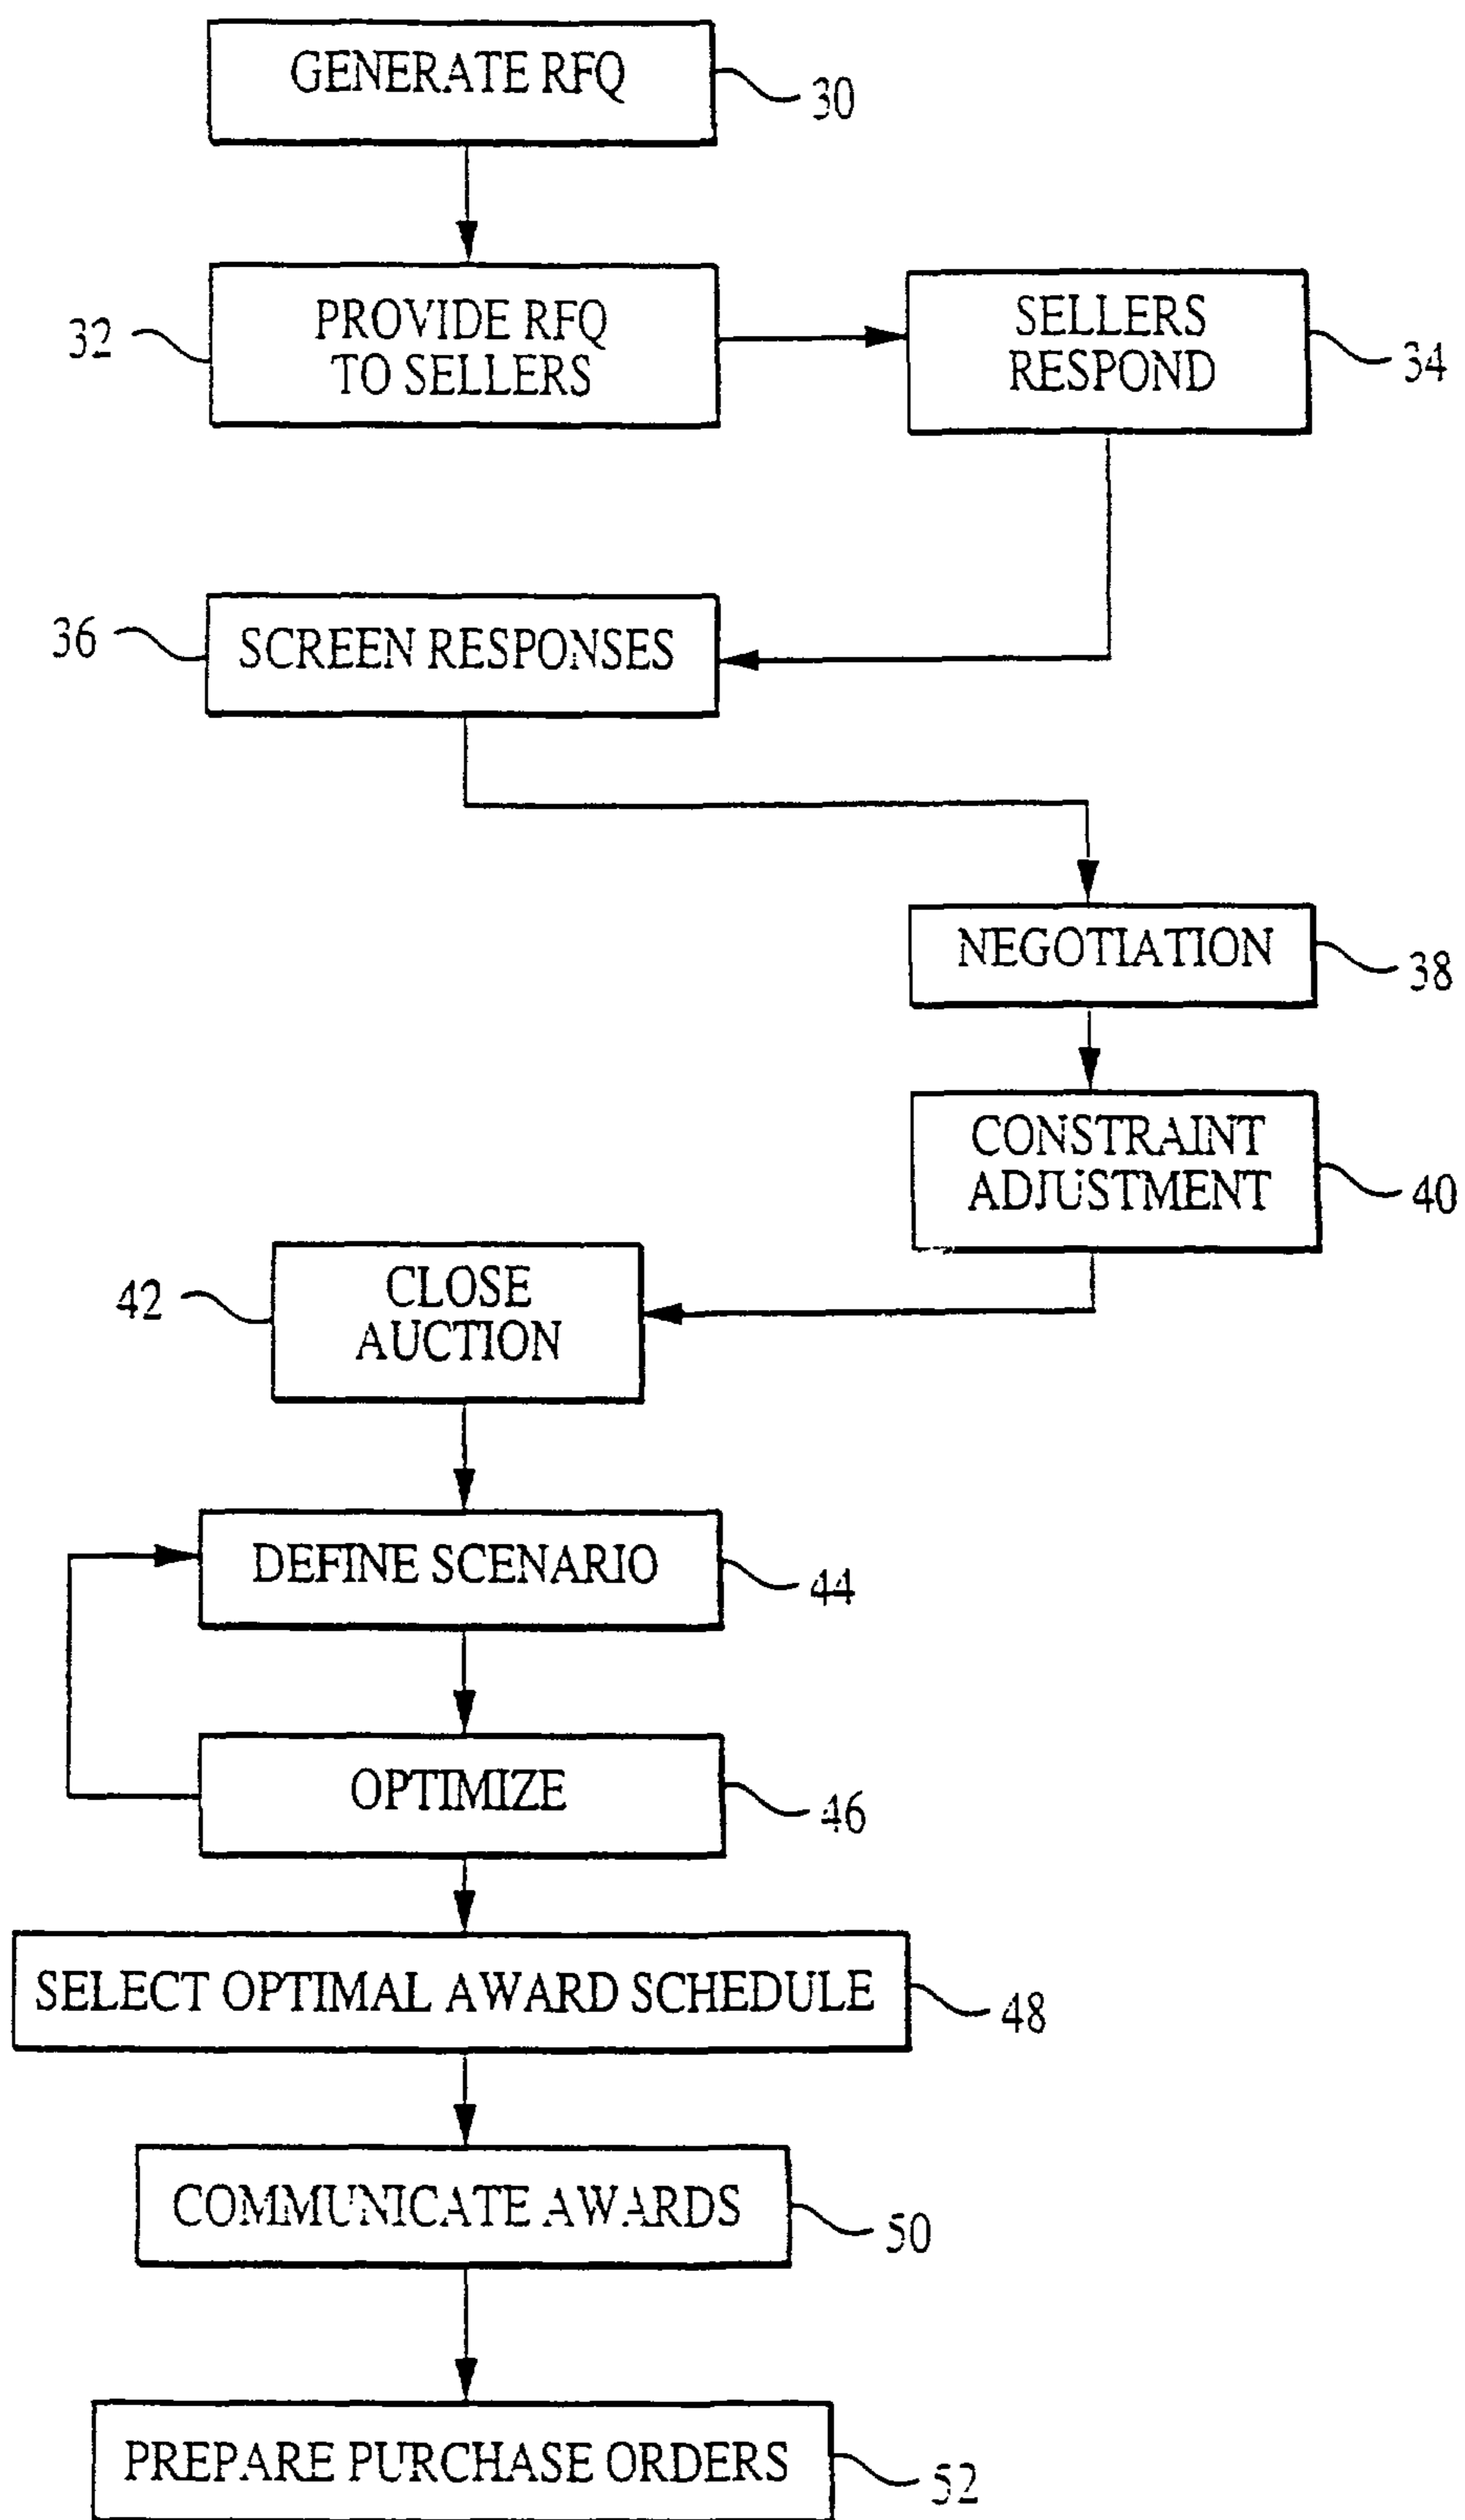 GENERATE RFQ
30
PROVIDE RFQ
TO SELLERS
32
SELLERS
RESPOND
34
SCREEN RESPONSES
36
NEGOTIATION
38
CONSTRAINT
ADJUSTMENT
40
CLOSE
AUCTION
42
DEFINE SCENARIO
44
OPTIMIZE
46
SELECT OPTIMAL AWARD SCHEDULE
48
COMMUNICATE AWARDS
50
PREPARE PURCHASE ORDERS
52